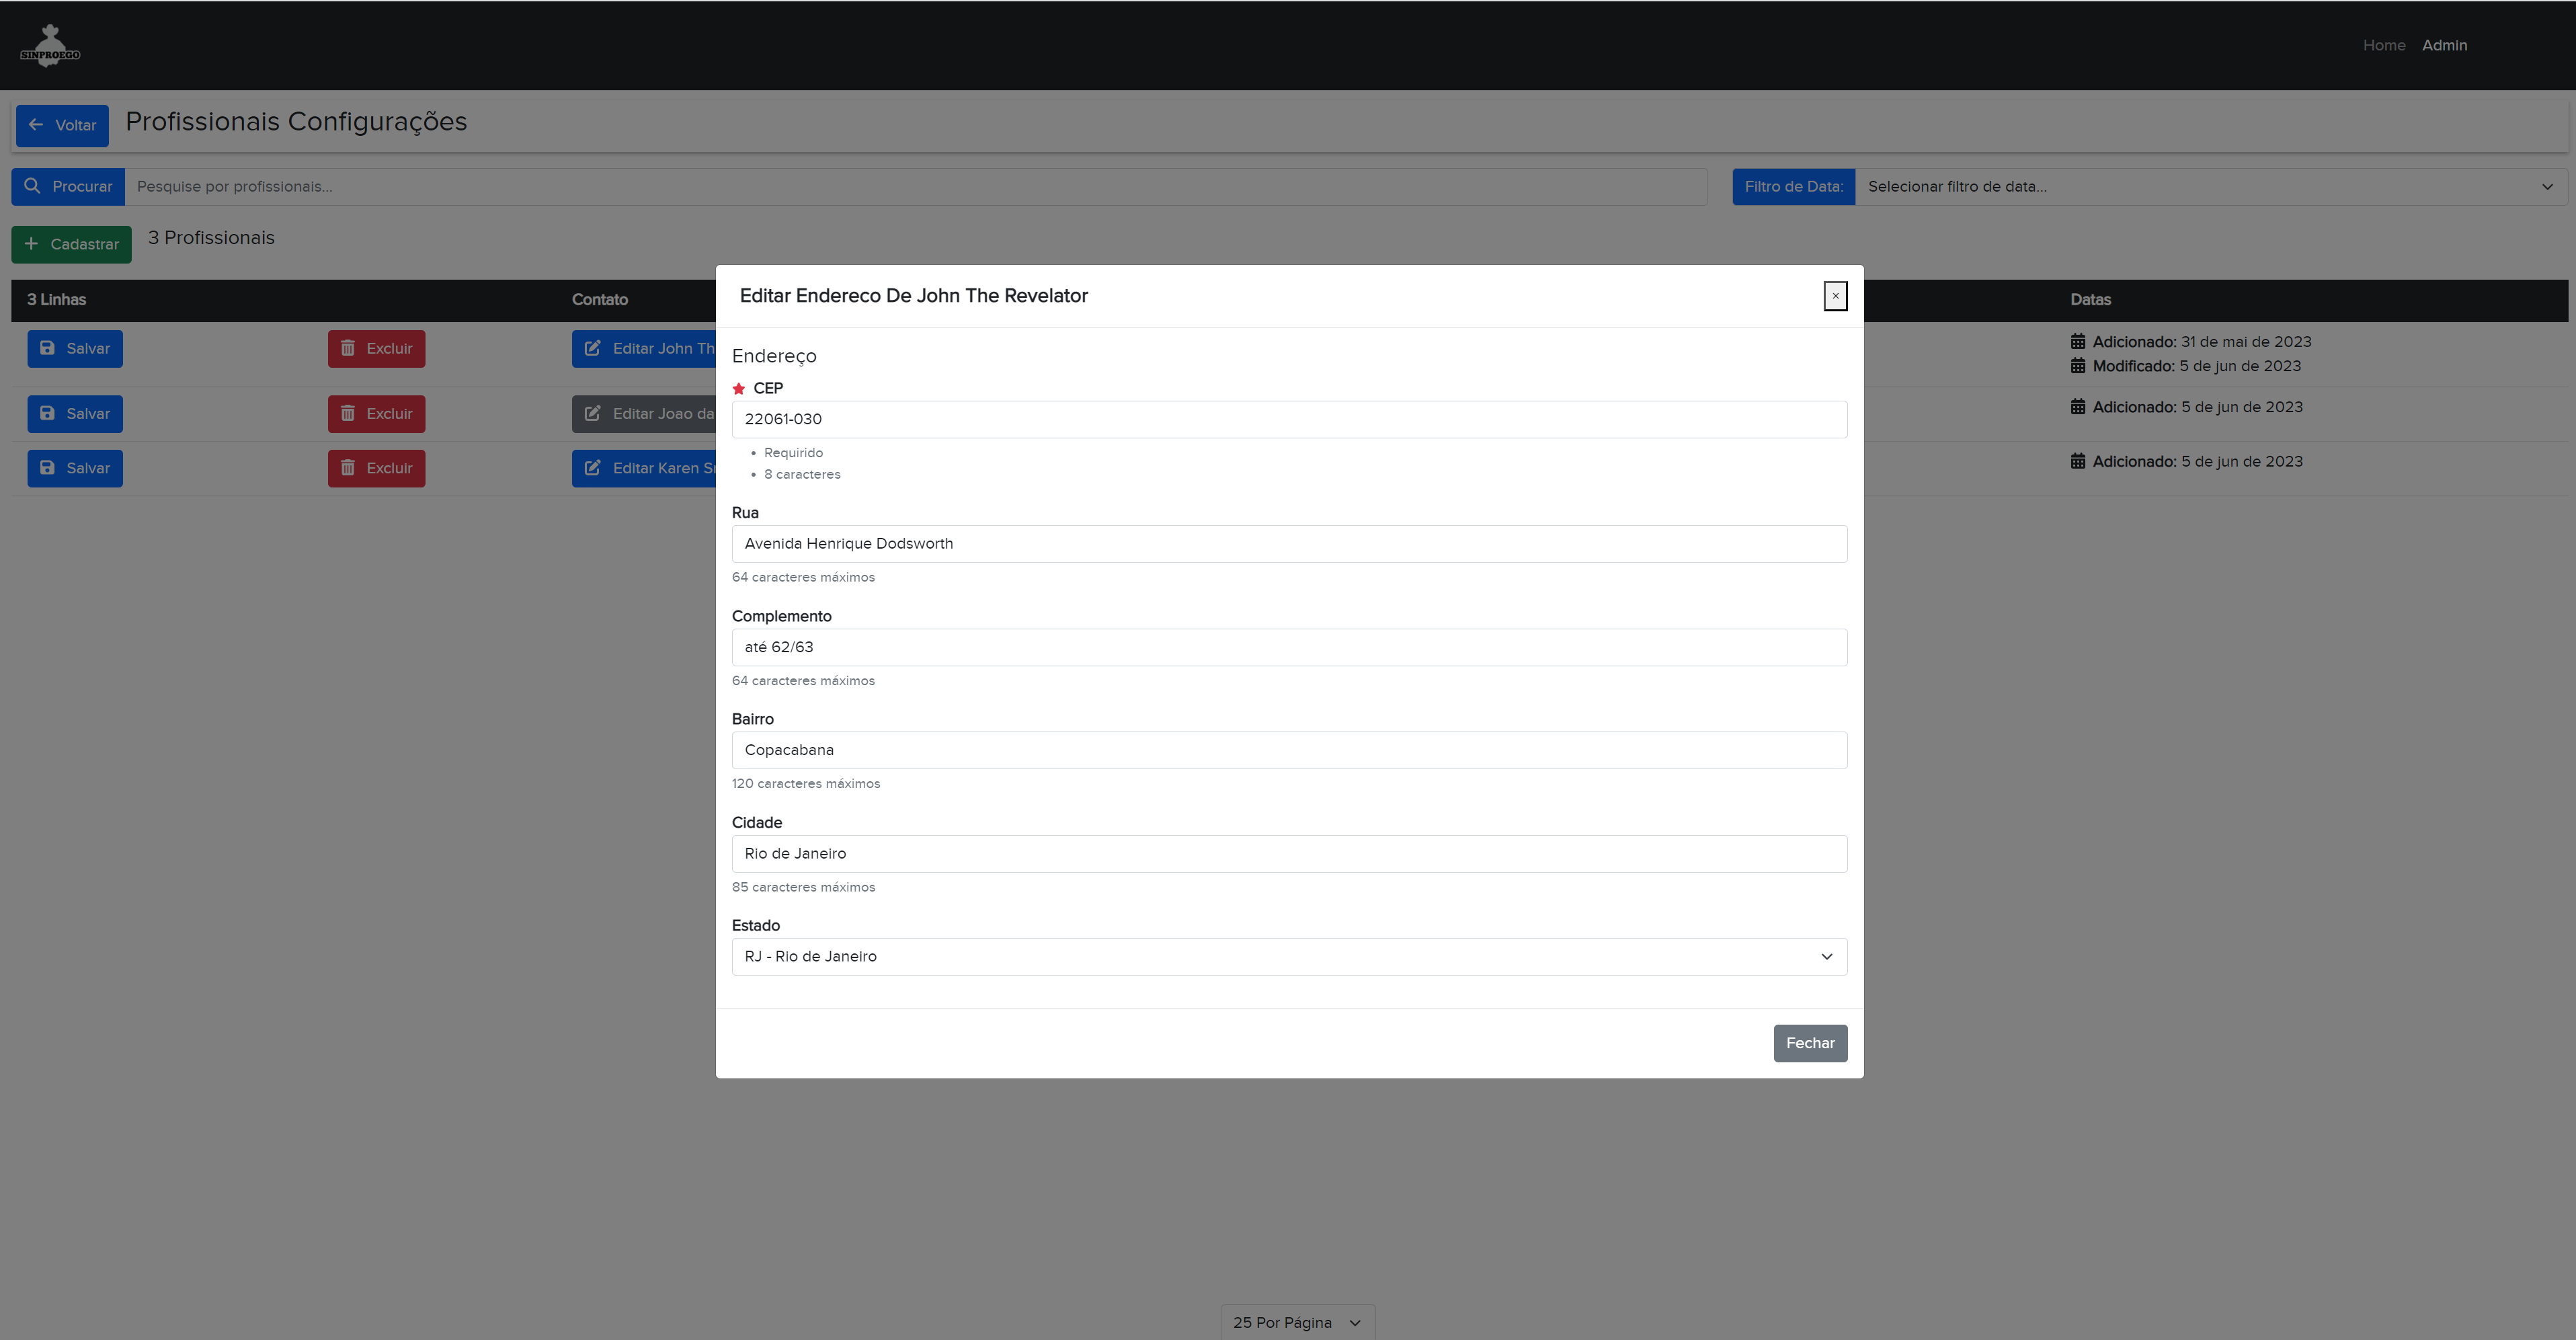 SINPROEGO
Home Admin
Voltar Profissionais Configurações
Procurar Pesquise por profissionais... Filtro de Data: Selecionar filtro de data...
+ Cadastrar 3 Profissionais
3 Linhas Contato Datas
Salvar Excluir Editar John Th Adicionado: 31 de mai de 2023
Modificado: 5 de jun de 2023
Salvar Excluir Editar Joao da Adicionado: 5 de jun de 2023
Salvar Excluir Editar Karen Adicionado: 5 de jun de 2023
Editar Endereco De John The Revelator ×
Endereço
CEP
22061-030
• Requirido
• 8 caracteres
Rua
Avenida Henrique Dodsworth
64 caracteres máximos
Complemento
até 62/63
64 caracteres máximos
Bairro
Copacabana
120 caracteres máximos
Cidade
Rio de Janeiro
85 caracteres máximos
Estado
RJ - Rio de Janeiro
Fechar
25 Por Página